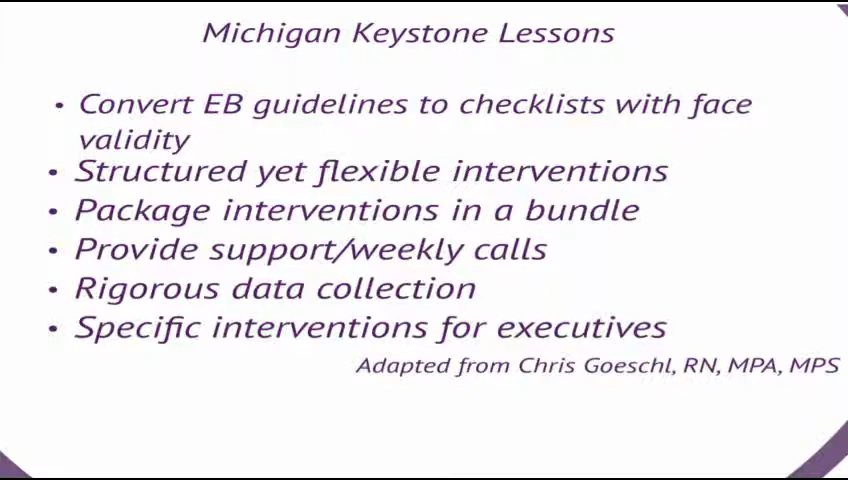 Michigan Keystone Lessons
• Convert EB guidelines to checklists with face
validity
• Structured yet flexible interventions
• Package interventions in a bundle
• Provide support/weekly calls
• Rigorous data collection
• Specific interventions for executives
Adapted from Chris Goeschl, RN, MPA, MPS